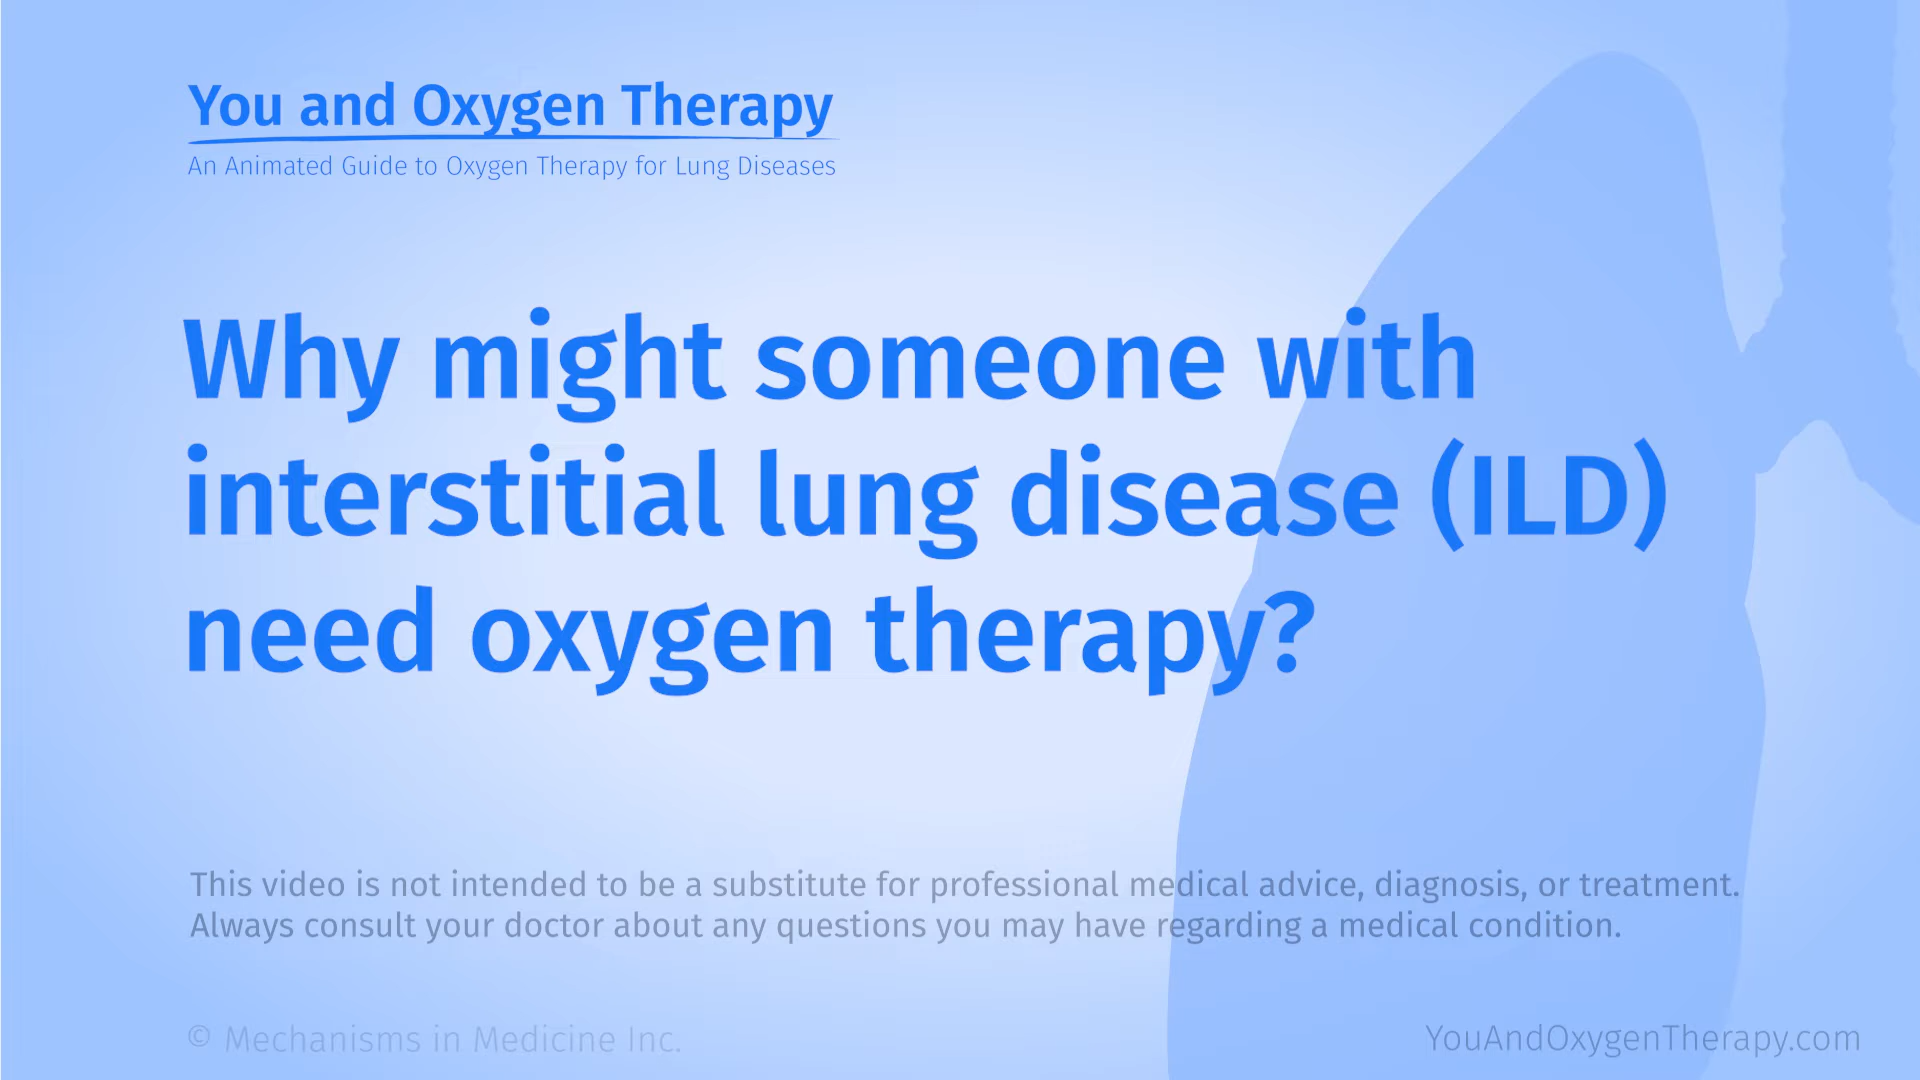 You and Oxygen Therapy
An Animated Guide to Oxygen Therapy for Lung Diseases
Why might someone with
interstitial lung disease (ILD)
need oxygen therapy?
This video is not intended to be a substitute for professional medical advice, diagnosis, or treatment.
Always consult your doctor about any questions you may have regarding a medical condition.
© Mechanisms in Medicine Inc.
YouAndOxygenTherapy.com